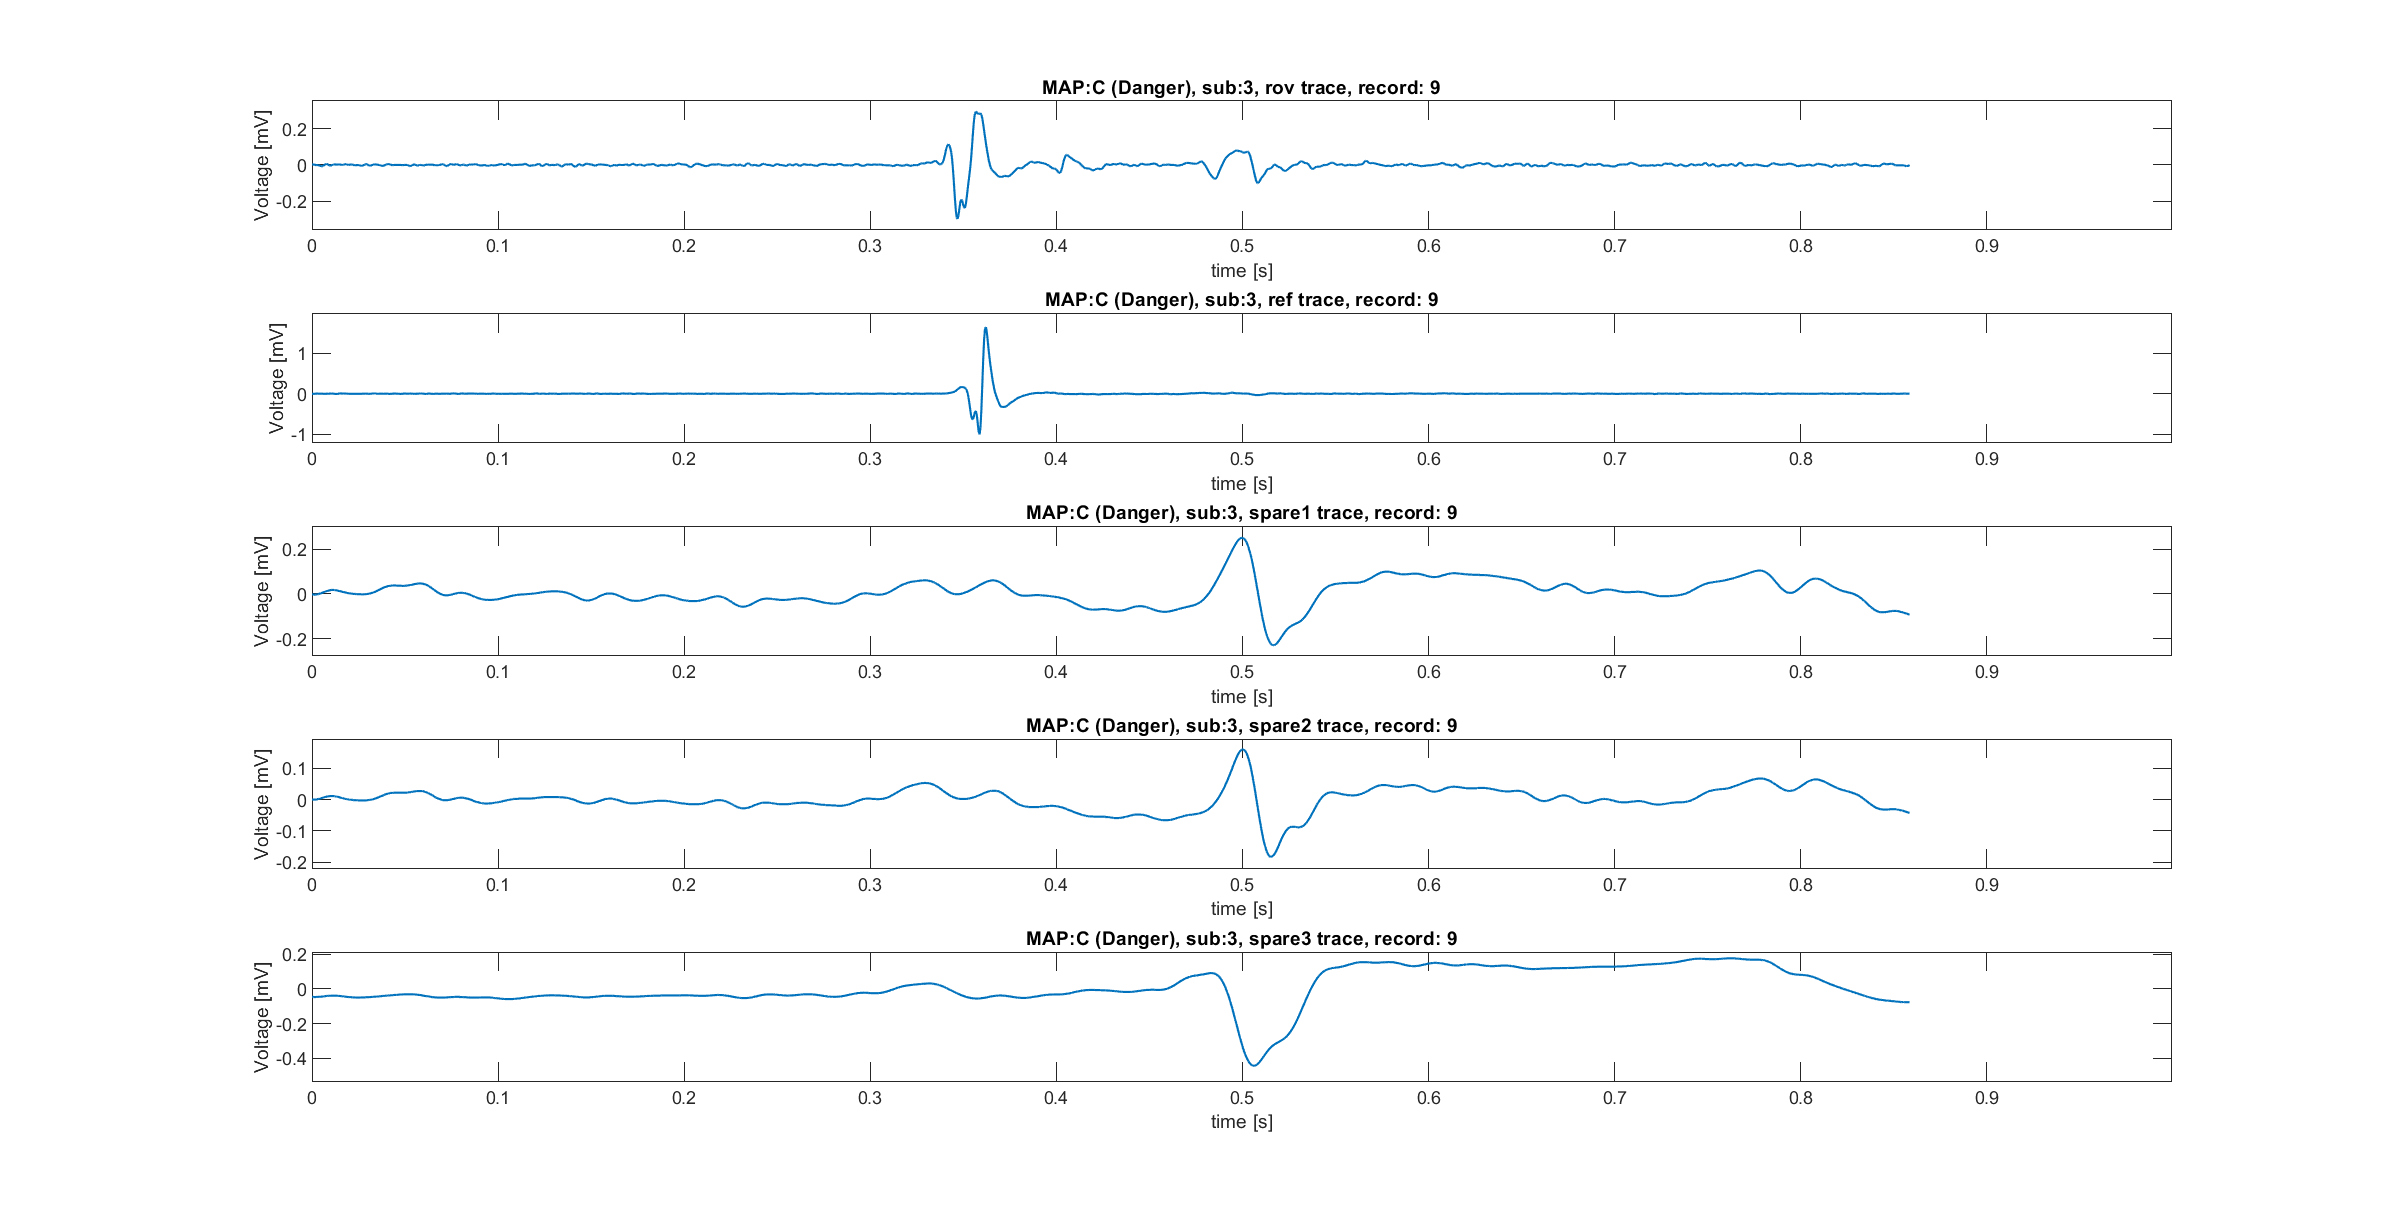 MAP:C (Danger), sub:3, rov trace, record: 9
Voltage [mV]
0.2
0
-0.2
0 0.1 0.2 0.3 0.4 0.5 0.6 0.7 0.8 0.9
time [s]
MAP:C (Danger), sub:3, ref trace, record: 9
Voltage [mV]
1
0
-1
0 0.1 0.2 0.3 0.4 0.5 0.6 0.7 0.8 0.9
time [s]
MAP:C (Danger), sub:3, spare1 trace, record: 9
Voltage [mV]
0.2
0
-0.2
0 0.1 0.2 0.3 0.4 0.5 0.6 0.7 0.8 0.9
time [s]
MAP:C (Danger), sub:3, spare2 trace, record: 9
Voltage [mV]
0.1
0
-0.1
-0.2
0 0.1 0.2 0.3 0.4 0.5 0.6 0.7 0.8 0.9
time [s]
MAP:C (Danger), sub:3, spare3 trace, record: 9
Voltage [mV]
0.2
0
-0.2
-0.4
0 0.1 0.2 0.3 0.4 0.5 0.6 0.7 0.8 0.9
time [s]